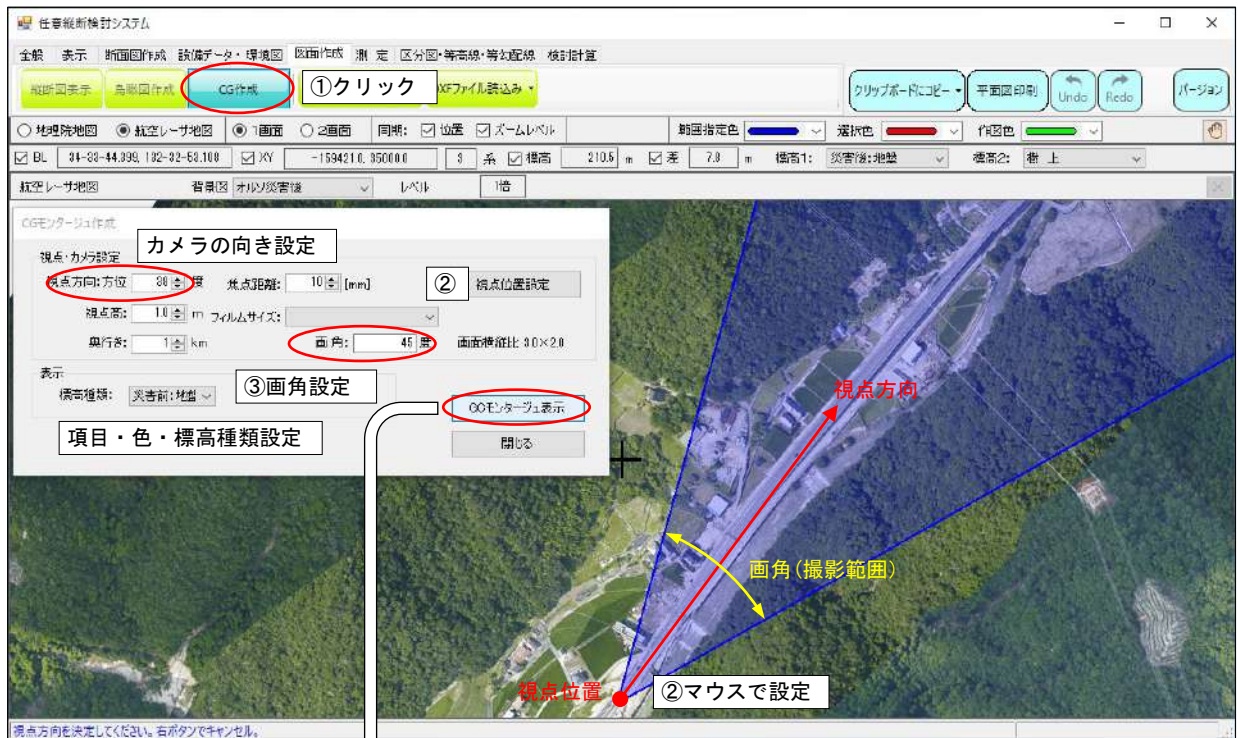 任意縦断検討システム
全般 表示 断面図作成 設備データ・環境図 図面作成 測 定 区分図・等高線・等勾配線 検討計算
縦断図表示 鳥瞰図作成 CG作成 ①クリック XFファイル読込み クリップボードにコピー 平面図印刷 Undo Redo バージョン
地理院地図 航空レーザ地図 1画面 2画面 同期: 位置 ズームレベル 範囲指定色 選択色 作図色
BL 34-33-44.399, 132-32-53.108 XY -159421.0, 35000.0 3 系 標高 210.5 m 差 7.8 m 標高1: 災害後:地盤 標高2: 樹 上
航空レーザ地図 背景図 オルソ災害後 レベル 1倍
CGモンタージュ作成
カメラの向き設定
視点・カメラ設定
視点方向:方位 30 度 焦点距離: 10 [mm] ② 視点位置設定
視点高: 1.0 m フィルムサイズ:
奥行き: 1 km 画 角: 45 度 画面横縦比 3.0×2.0
表示
標高種類: 災害前:地盤 ③画角設定
CGモンタージュ表示
項目・色・標高種類設定
閉じる
視点方向
画角(撮影範囲)
視点位置 ②マウスで設定
視点方向を決定してください。右ボタンでキャンセル。